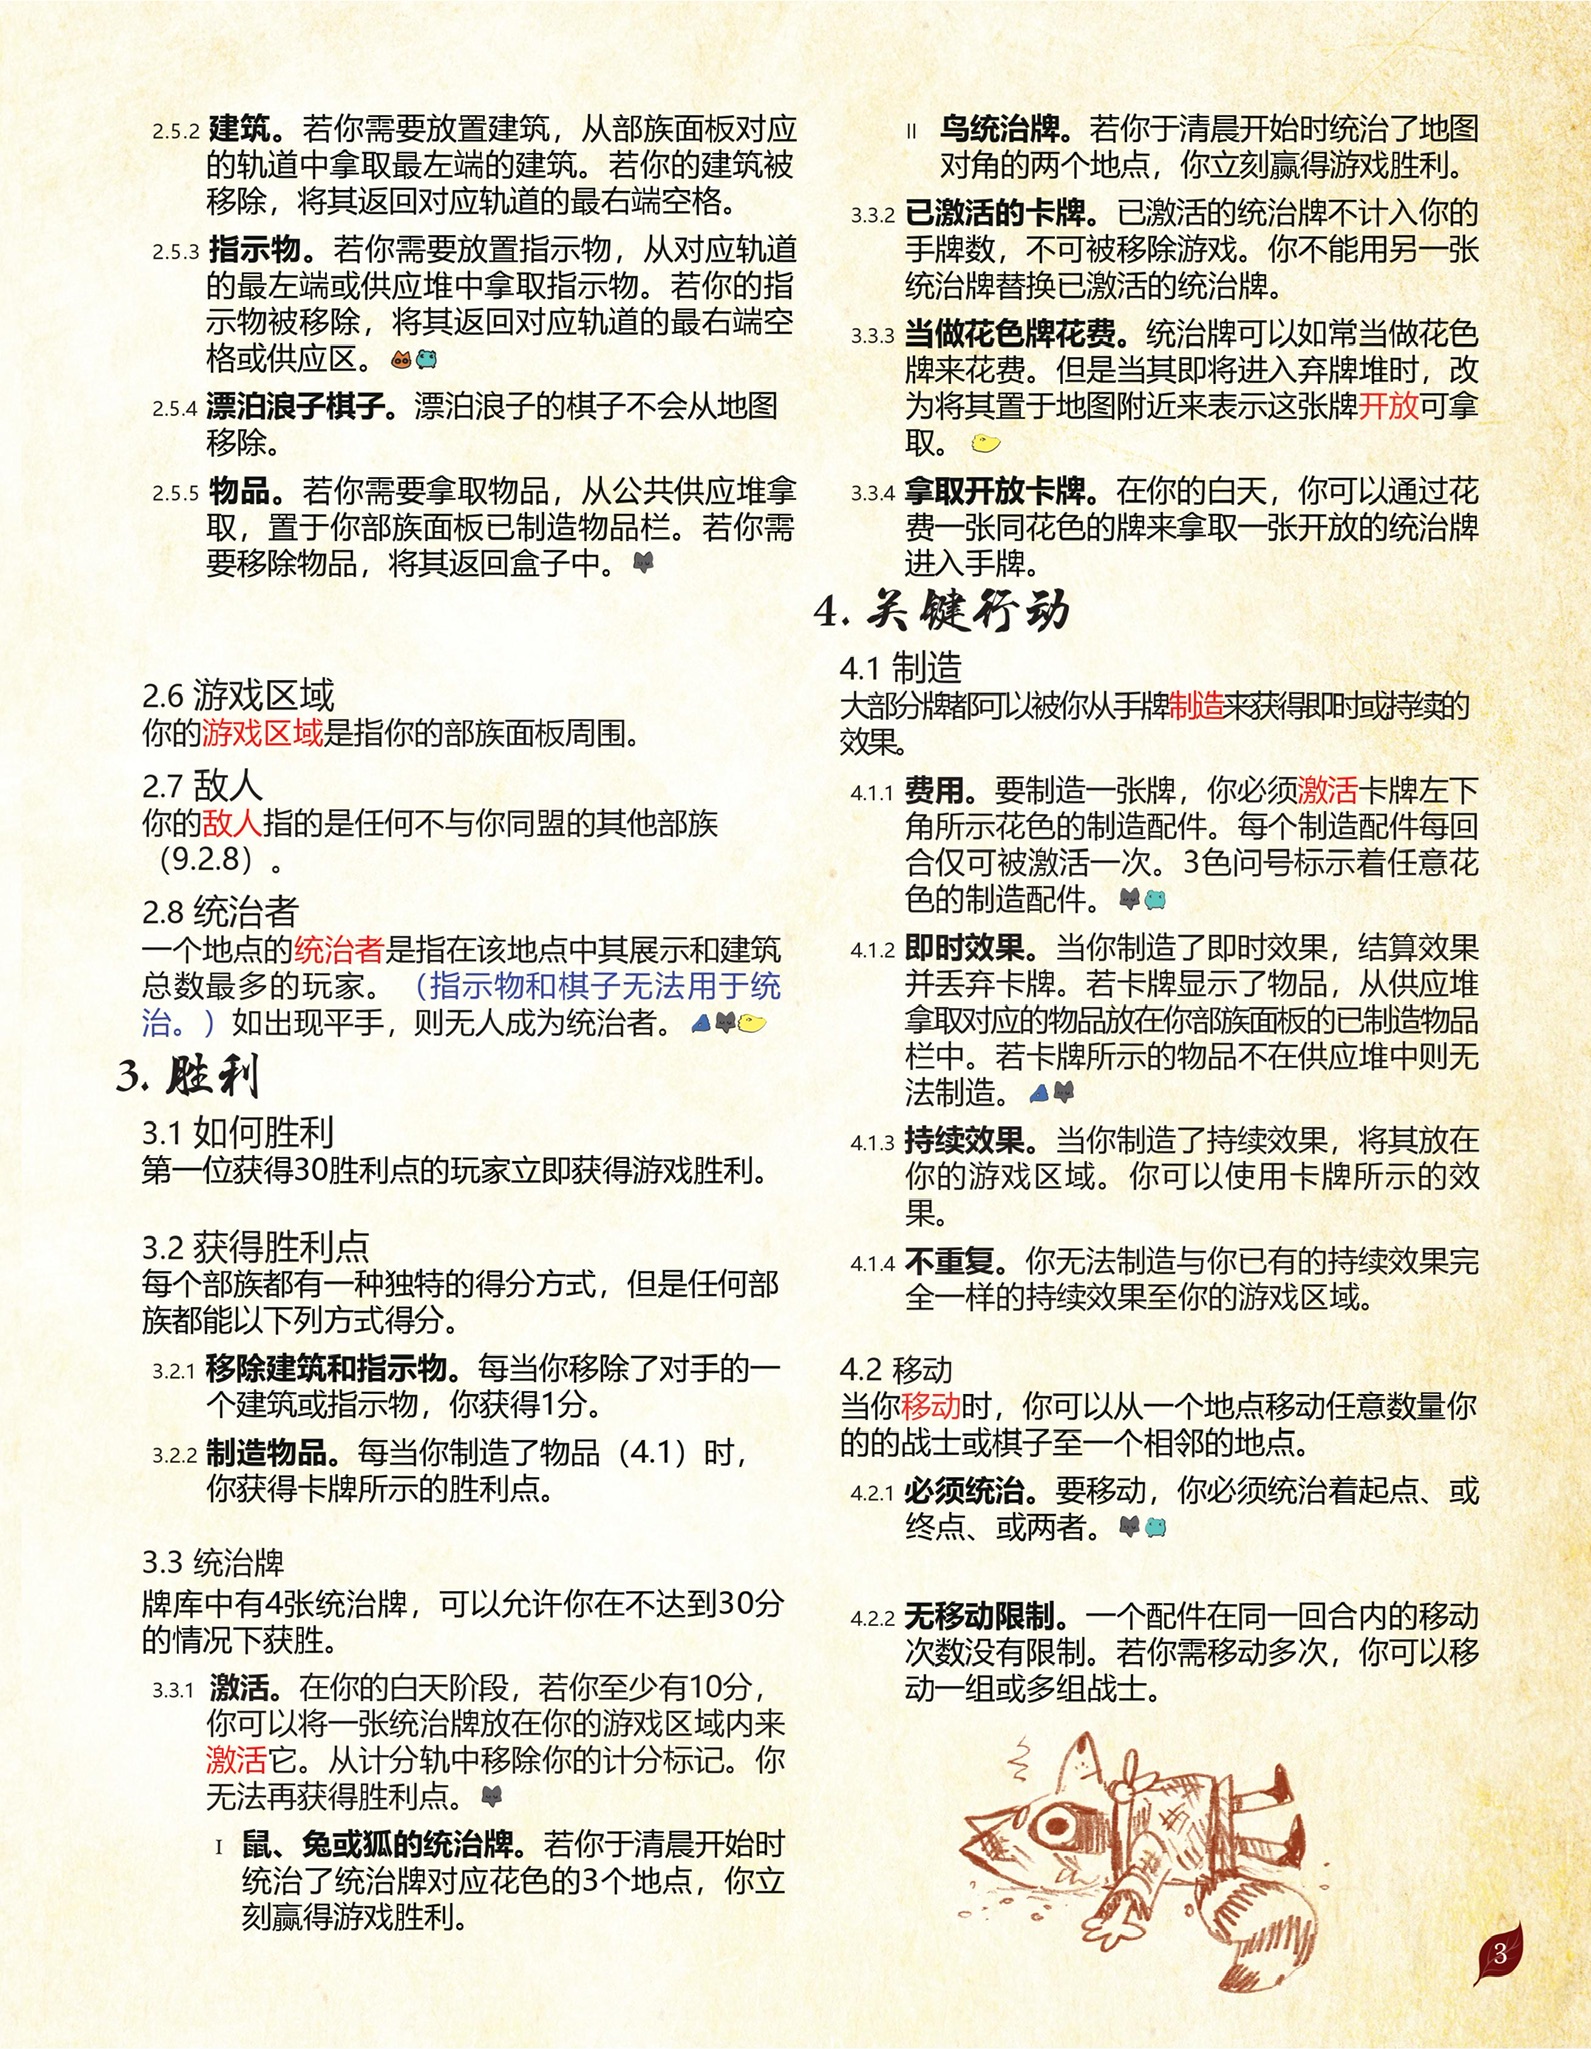 2.5.2 建筑。若你需要放置建筑，从部族面板对应
的轨道中拿取最左端的建筑。若你的建筑被
移除，将其返回对应轨道的最右端空格。
2.5.3 指示物。若你需要放置指示物，从对应轨道
的最左端或供应堆中拿取指示物。若你的指
示物被移除，将其返回对应轨道的最右端空
格或供应区。
2.5.4 漂泊浪子棋子。漂泊浪子的棋子不会从地图
移除。
2.5.5 物品。若你需要拿取物品，从公共供应堆拿
取，置于你部族面板已制造物品栏。若你需
要移除物品，将其返回盒子中。
2.6 游戏区域
你的游戏区域是指你的部族面板周围。
2.7 敌人
你的敌人指的是任何不与你同盟的其他部族
（9.2.8）。
2.8 统治者
一个地点的统治者是指在该地点中其展示和建筑
总数最多的玩家。（指示物和棋子无法用于统
治。）如出现平手，则无人成为统治者。
3. 胜利
3.1 如何胜利
第一位获得30胜利点的玩家立即获得游戏胜利。
3.2 获得胜利点
每个部族都有一种独特的得分方式，但是任何部
族都能以下列方式得分。
3.2.1 移除建筑和指示物。每当你移除了对手的一
个建筑或指示物，你获得1分。
3.2.2 制造物品。每当你制造了物品（4.1）时，
你获得卡牌所示的胜利点。
3.3 统治牌
牌库中有4张统治牌，可以允许你在不达到30分
的情况下获胜。
3.3.1 激活。在你的白天阶段，若你至少有10分，
你可以将一张统治牌放在你的游戏区域内来
激活它。从计分轨中移除你的计分标记。你
无法再获得胜利点。
I 鼠、兔或狐的统治牌。若你于清晨开始时
统治了统治牌对应花色的3个地点，你立
刻赢得游戏胜利。
II 鸟统治牌。若你于清晨开始时统治了地图
对角的两个地点，你立刻赢得游戏胜利。
3.3.2 已激活的卡牌。已激活的统治牌不计入你的
手牌数，不可被移除游戏。你不能用另一张
统治牌替换已激活的统治牌。
3.3.3 当做花色牌花费。统治牌可以如常当做花色
牌来花费。但是当其即将进入弃牌堆时，改
为将其置于地图附近来表示这张牌开放可拿
取。
3.3.4 拿取开放卡牌。在你的白天，你可以通过花
费一张同花色的牌来拿取一张开放的统治牌
进入手牌。
4. 关键行动
4.1 制造
大部分牌都可以被你从手牌制造来获得即时或持续的
效果。
4.1.1 费用。要制造一张牌，你必须激活卡牌左下
角所示花色的制造配件。每个制造配件每回
合仅可被激活一次。3色问号标示着任意花
色的制造配件。
4.1.2 即时效果。当你制造了即时效果，结算效果
并丢弃卡牌。若卡牌显示了物品，从供应堆
拿取对应的物品放在你部族面板的已制造物品
栏中。若卡牌所示的物品不在供应堆中则无
法制造。
4.1.3 持续效果。当你制造了持续效果，将其放在
你的游戏区域。你可以使用卡牌所示的效
果。
4.1.4 不重复。你无法制造与你已有的持续效果完
全一样的持续效果至你的游戏区域。
4.2 移动
当你移动时，你可以从一个地点移动任意数量你
的的战士或棋子至一个相邻的地点。
4.2.1 必须统治。要移动，你必须统治着起点、或
终点、或两者。
4.2.2 无移动限制。一个配件在同一回合内的移动
次数没有限制。若你需移动多次，你可以移
动一组或多组战士。
3